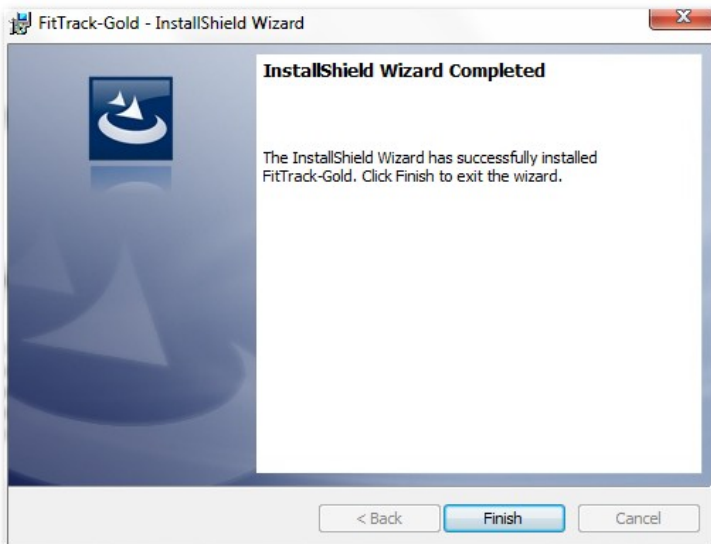 FitTrack-Gold - InstallShield Wizard
InstallShield Wizard Completed
The InstallShield Wizard has successfully installed
FitTrack-Gold. Click Finish to exit the wizard.
< Back
Finish
Cancel